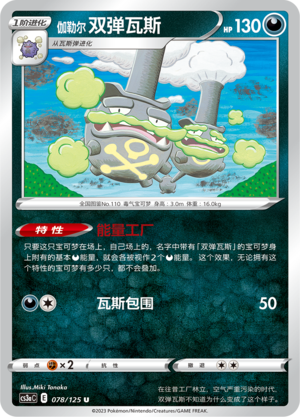 1阶进化
伽勒尔 双弹瓦斯
HP 130
从瓦斯弹进化
全国图鉴No.110 毒气宝可梦 身高：3.0m 体重：16.0kg
特性 能量工厂
只要这只宝可梦在场上，自己场上的，名字中带有「双弹瓦斯」的宝可梦身
上附有的基本能量，就会各被视作2个能量。这个效果，无论拥有这
个特性的宝可梦有多少只，都不会叠加。
瓦斯包围 50
弱点 ×2 抵抗力 撤退
Illus.Miki Tanaka
CS3aC E 078/125 U
在往昔工厂林立、空气严重污染的时代，
双弹瓦斯不知道为什么变成了这个样子。
©2023 Pokémon/Nintendo/Creatures/GAME FREAK.